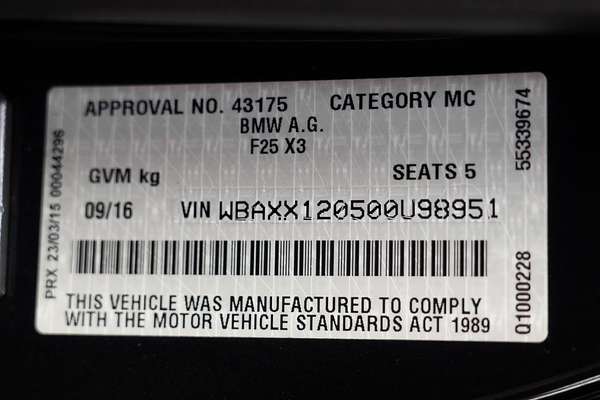 APPROVAL NO. 43175 CATEGORY MC
BMW A.G.
F25 X3
GVM kg SEATS 5
09/16 VIN WBAXX120500U98951
THIS VEHICLE WAS MANUFACTURED TO COMPLY
WITH THE MOTOR VEHICLE STANDARDS ACT 1989
PRX 23/03/15 00044296
Q1000228 55339674